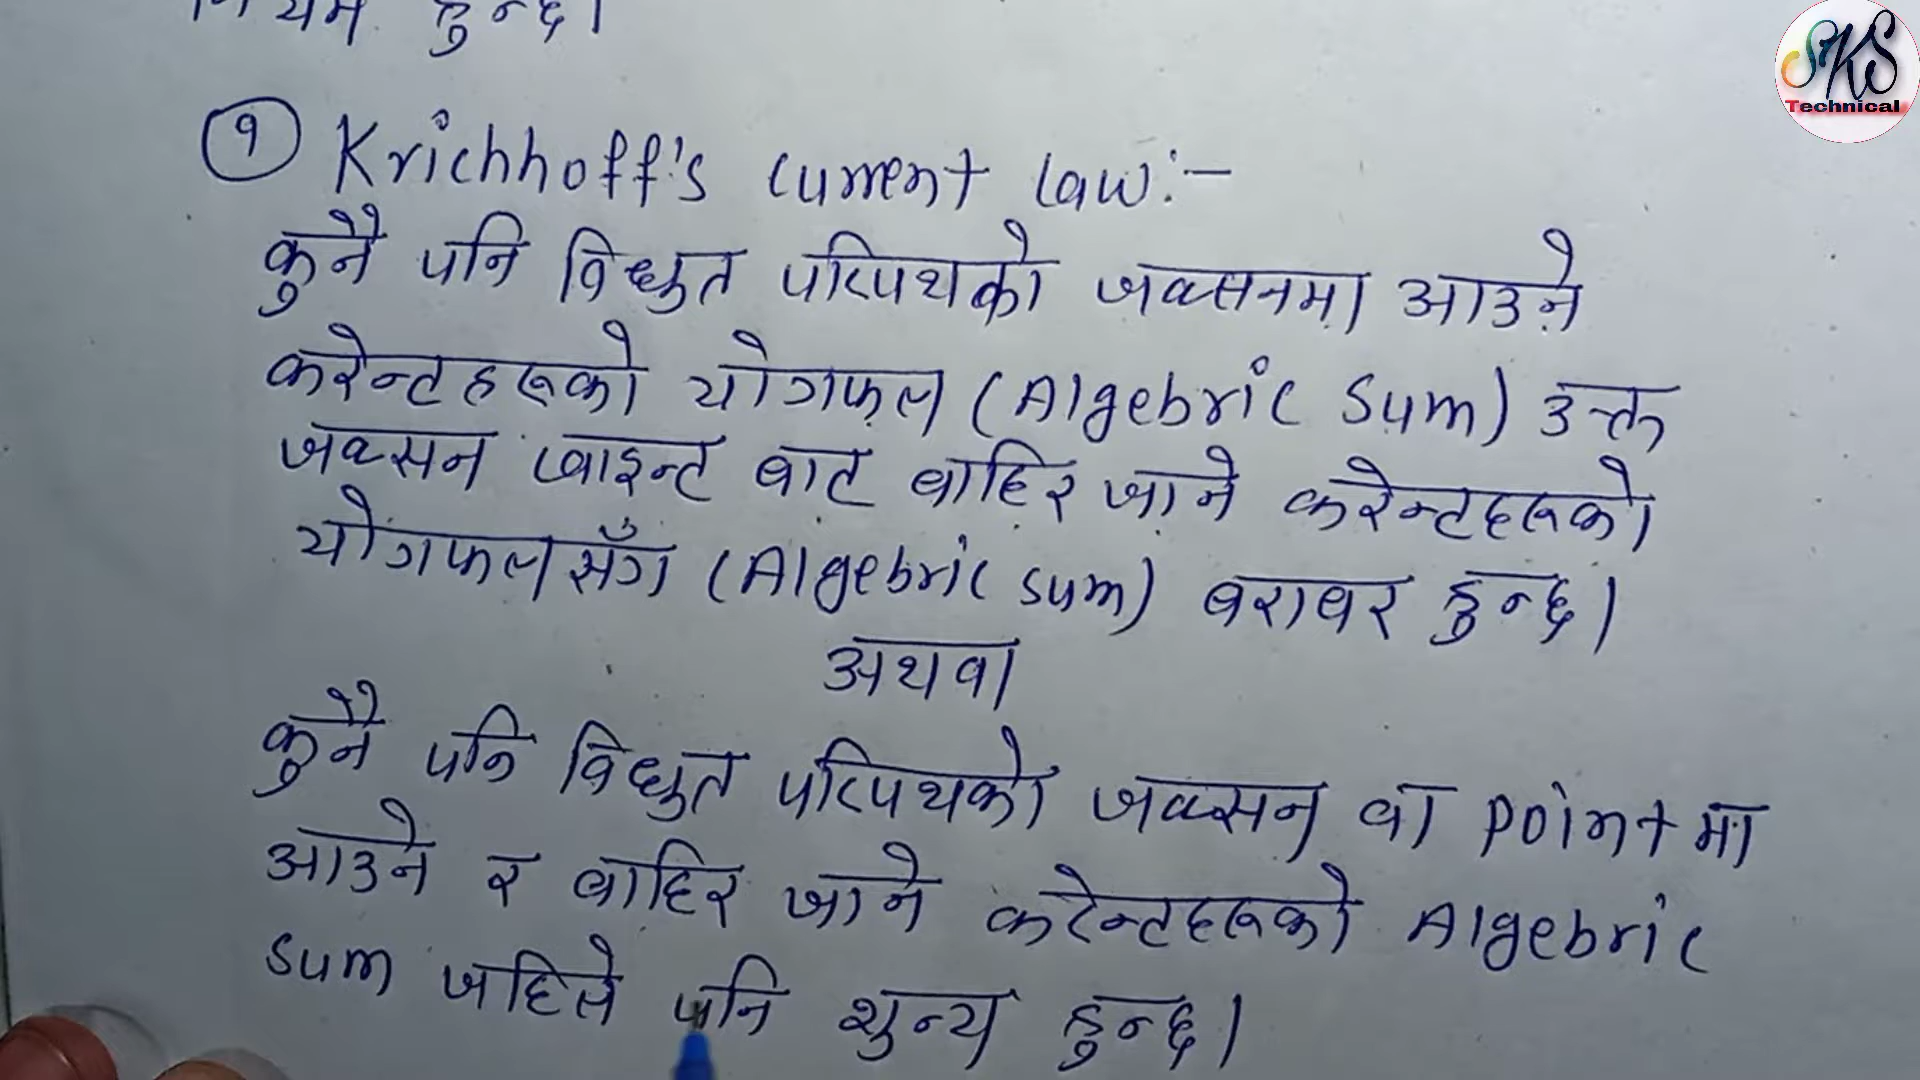 नियम हुन्छ।
SKS
Technical
१ Krichhoff's current law:-
कुनै पनि विधुत परिपथको जक्सनमा आउने
करेन्टहरूको योगफल (Algebric Sum) उक्त
जक्सन प्वाइन्ट बाट बाहिर जाने करेन्टहरूको
योगफलसँग (Algebric sum) बराबर हुन्छ।
अथवा
कुनै पनि विधुत परिपथको जक्सन वा Point मा
आउने र बाहिर जाने करेन्टहरूको Algebric
sum जहिले पनि शुन्य हुन्छ।